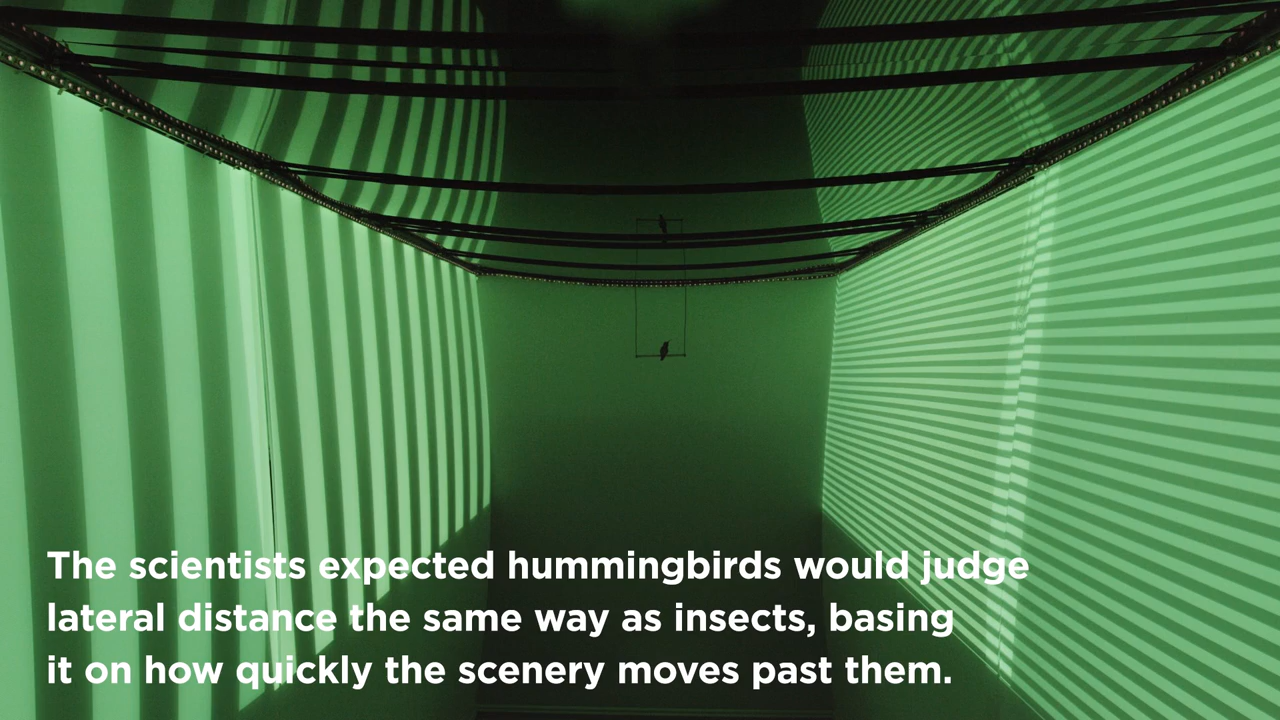 The scientists expected hummingbirds would judge
lateral distance the same way as insects, basing
it on how quickly the scenery moves past them.